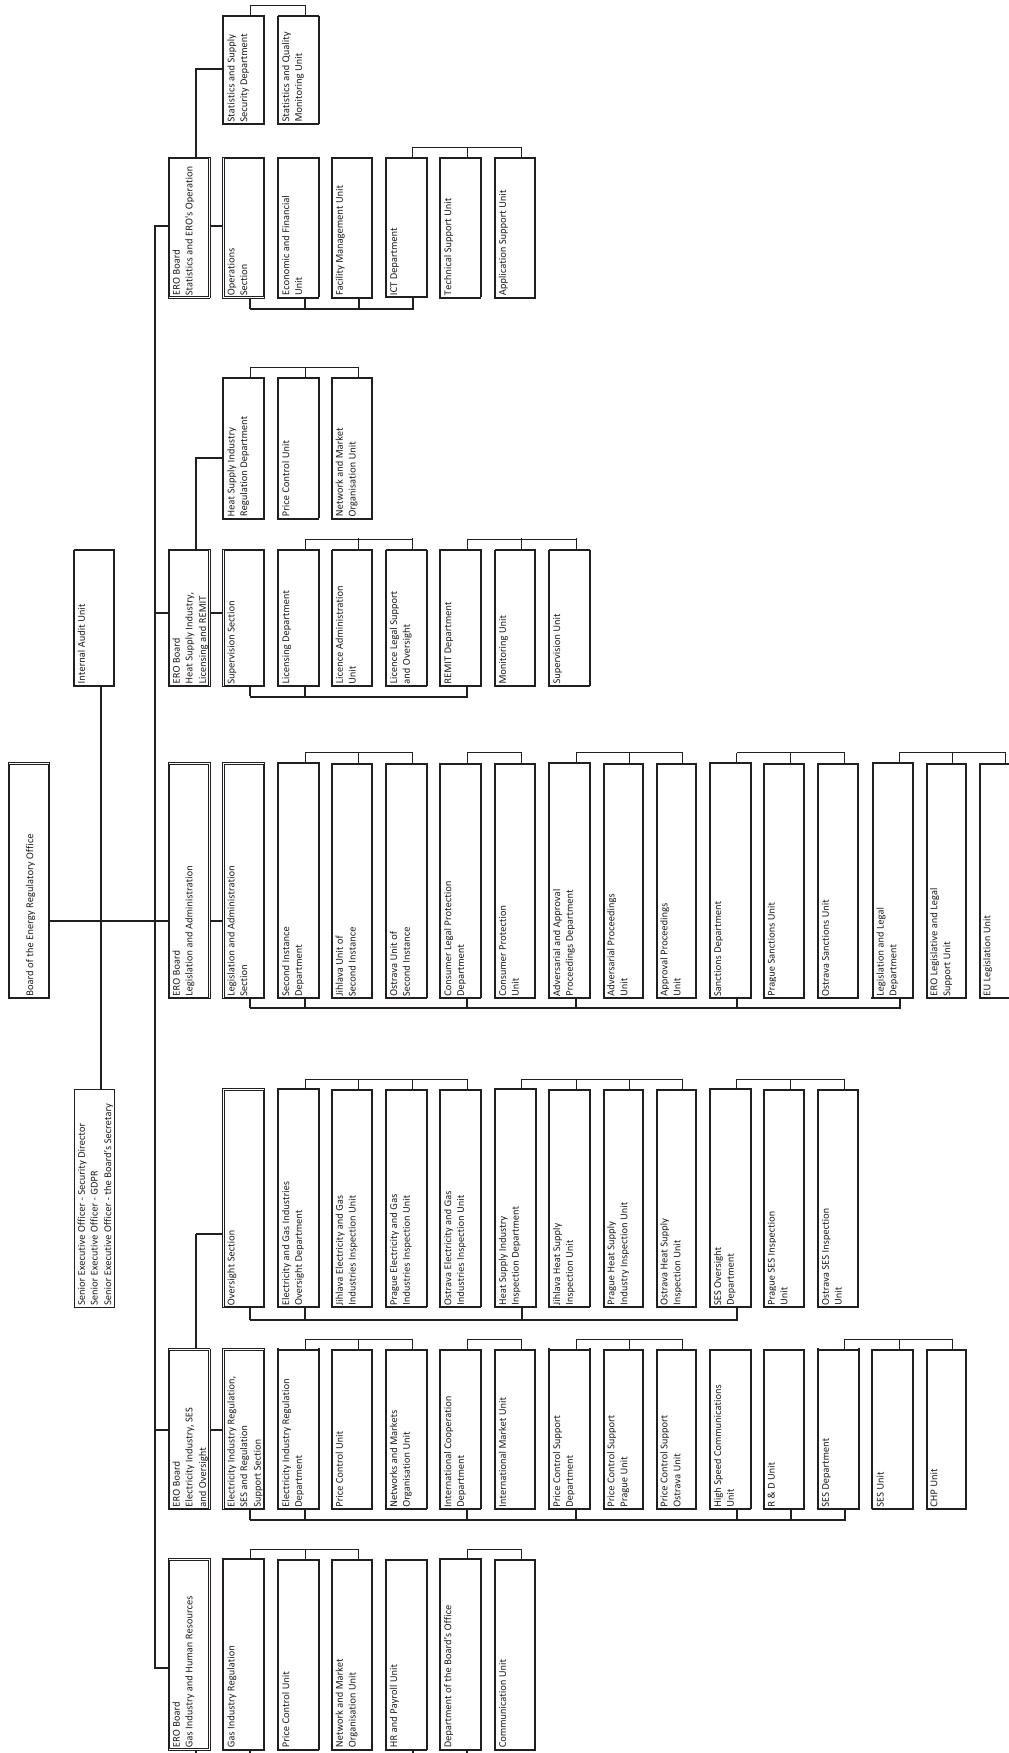 Board of the Energy Regulatory Office
Senior Executive Officer - Security Director
Senior Executive Officer - GDPR
Senior Executive Officer - the Board's Secretary
Internal Audit Unit
ERO Board
Gas Industry and Human Resources
Gas Industry Regulation
Price Control Unit
Network and Market
Organisation Unit
HR and Payroll Unit
Department of the Board's Office
Communication Unit
ERO Board
Electricity Industry, SES
and Oversight
Electricity Industry Regulation,
SES and Regulation
Support Section
Electricity Industry Regulation
Department
Price Control Unit
Networks and Markets
Organisation Unit
International Cooperation
Department
International Market Unit
Price Control Support
Department
Price Control Support
Prague Unit
Price Control Support
Ostrava Unit
High Speed Communications
Unit
R & D Unit
SES Department
SES Unit
CHP Unit
Oversight Section
Electricity and Gas Industries
Oversight Department
Jihlava Electricity and Gas
Industries Inspection Unit
Prague Electricity and Gas
Industries Inspection Unit
Ostrava Electricity and Gas
Industries Inspection Unit
Heat Supply Industry
Inspection Department
Jihlava Heat Supply
Inspection Unit
Prague Heat Supply
Industry Inspection Unit
Ostrava Heat Supply
Inspection Unit
SES Oversight
Department
Prague SES Inspection
Unit
Ostrava SES Inspection
Unit
ERO Board
Legislation and Administration
Legislation and Administration
Section
Second Instance
Department
Jihlava Unit of
Second Instance
Ostrava Unit of
Second Instance
Consumer Legal Protection
Department
Consumer Protection
Unit
Adversarial and Approval
Proceedings Department
Adversarial Proceedings
Unit
Approval Proceedings
Unit
Sanctions Department
Prague Sanctions Unit
Ostrava Sanctions Unit
Legislation and Legal
Department
ERO Legislative and Legal
Support Unit
EU Legislation Unit
ERO Board
Heat Supply Industry,
Licensing and REMIT
Supervision Section
Licensing Department
Licence Administration
Unit
Licence Legal Support
and Oversight
REMIT Department
Monitoring Unit
Supervision Unit
Heat Supply Industry
Regulation Department
Price Control Unit
Network and Market
Organisation Unit
ERO Board
Statistics and ERO's Operation
Operations
Section
Economic and Financial
Unit
Facility Management Unit
ICT Department
Technical Support Unit
Application Support Unit
Statistics and Supply
Security Department
Statistics and Quality
Monitoring Unit